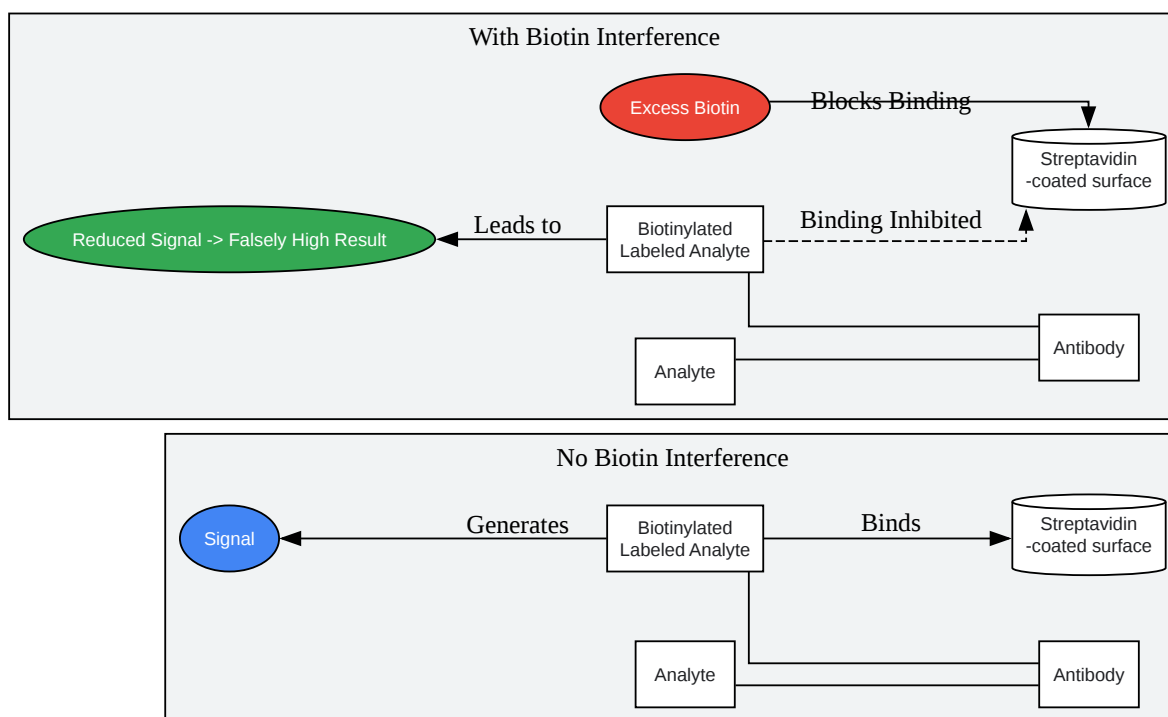 With Biotin Interference
Excess Biotin
Blocks Binding
Streptavidin
-coated surface
Reduced Signal -> Falsely High Result
Leads to
Biotinylated
Labeled Analyte
Binding Inhibited
Analyte
Antibody
No Biotin Interference
Signal
Generates
Biotinylated
Labeled Analyte
Binds
Streptavidin
-coated surface
Analyte
Antibody